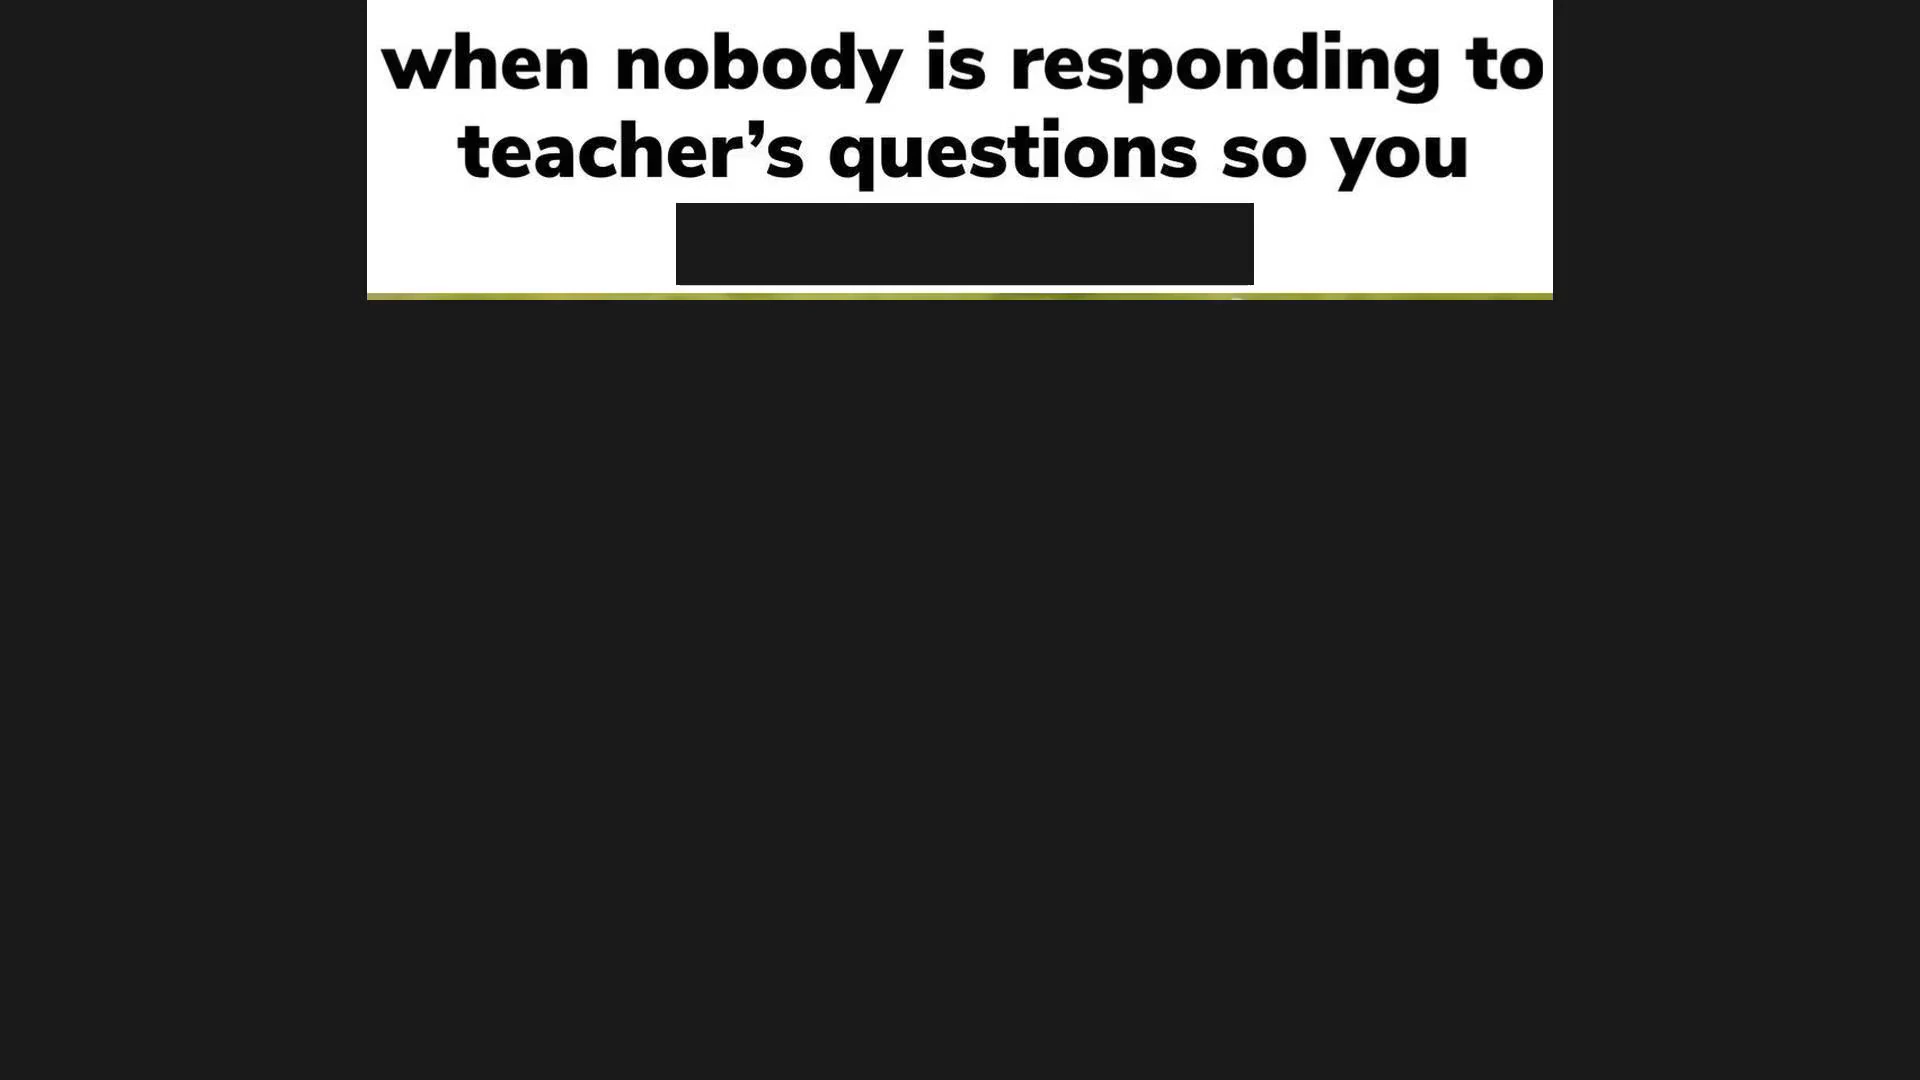 when nobody is responding to
teacher’s questions so you